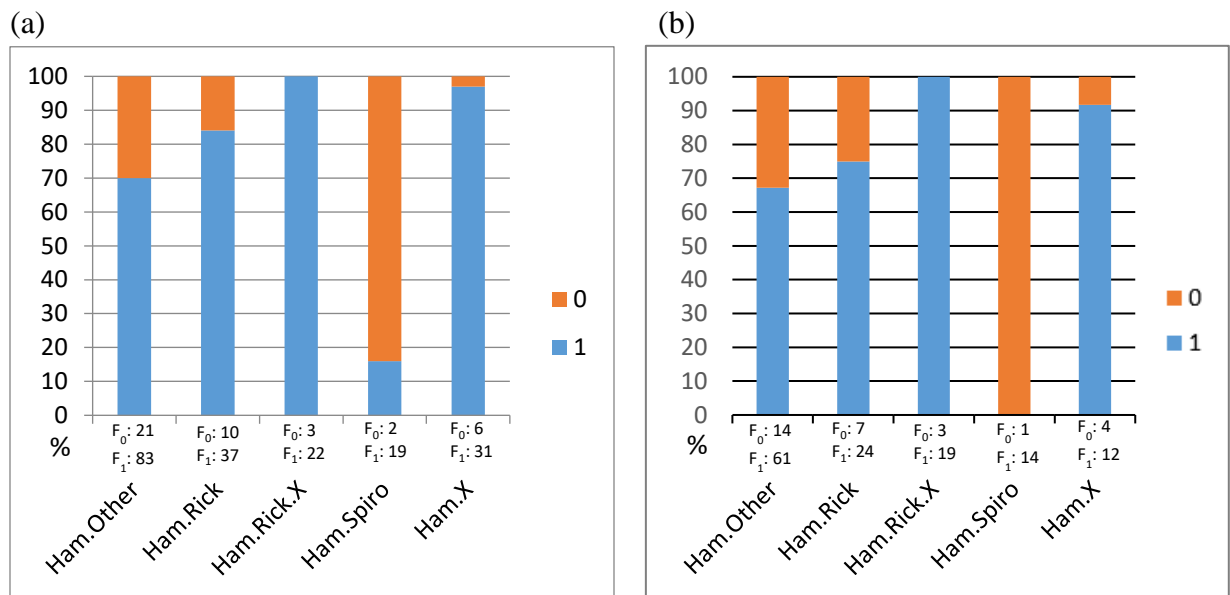 (a)
100
90
80
70
60
50
40
30
20
10
0
%
F₀: 21
F₁: 83
F₀: 10
F₁: 37
F₀: 3
F₁: 22
F₀: 2
F₁: 19
F₀: 6
F₁: 31
Ham.Other
Ham.Rick
Ham.Rick.X
Ham.Spiro
Ham.X
0
1
(b)
100
90
80
70
60
50
40
30
20
10
0
%
F₀: 14
F₁: 61
F₀: 7
F₁: 24
F₀: 3
F₁: 19
F₀: 1
F₁: 14
F₀: 4
F₁: 12
Ham.Other
Ham.Rick
Ham.Rick.X
Ham.Spiro
Ham.X
0
1